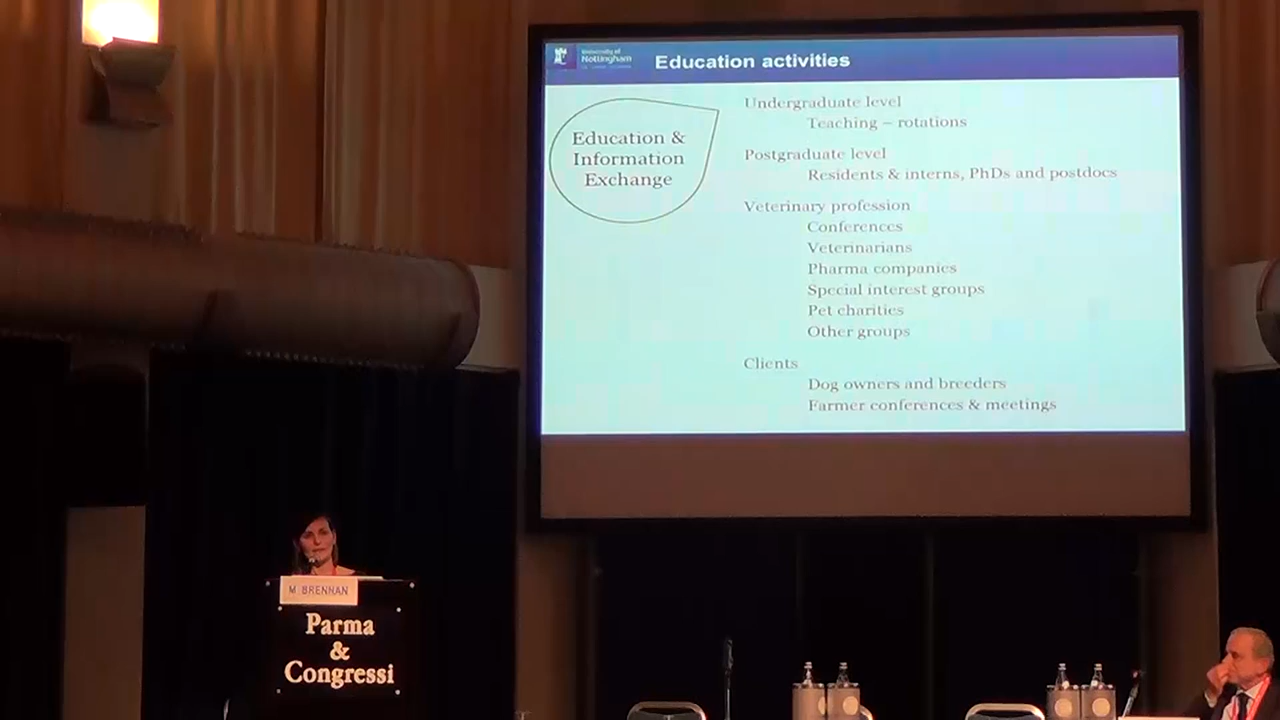 University of
Nottingham
Education activities
Education &
Information
Exchange
Undergraduate level
Teaching – rotations
Postgraduate level
Residents & interns, PhDs and postdocs
Veterinary profession
Conferences
Veterinarians
Pharma companies
Special interest groups
Pet charities
Other groups
Clients
Dog owners and breeders
Farmer conferences & meetings
M BRENNAN
Parma
&
Congressi